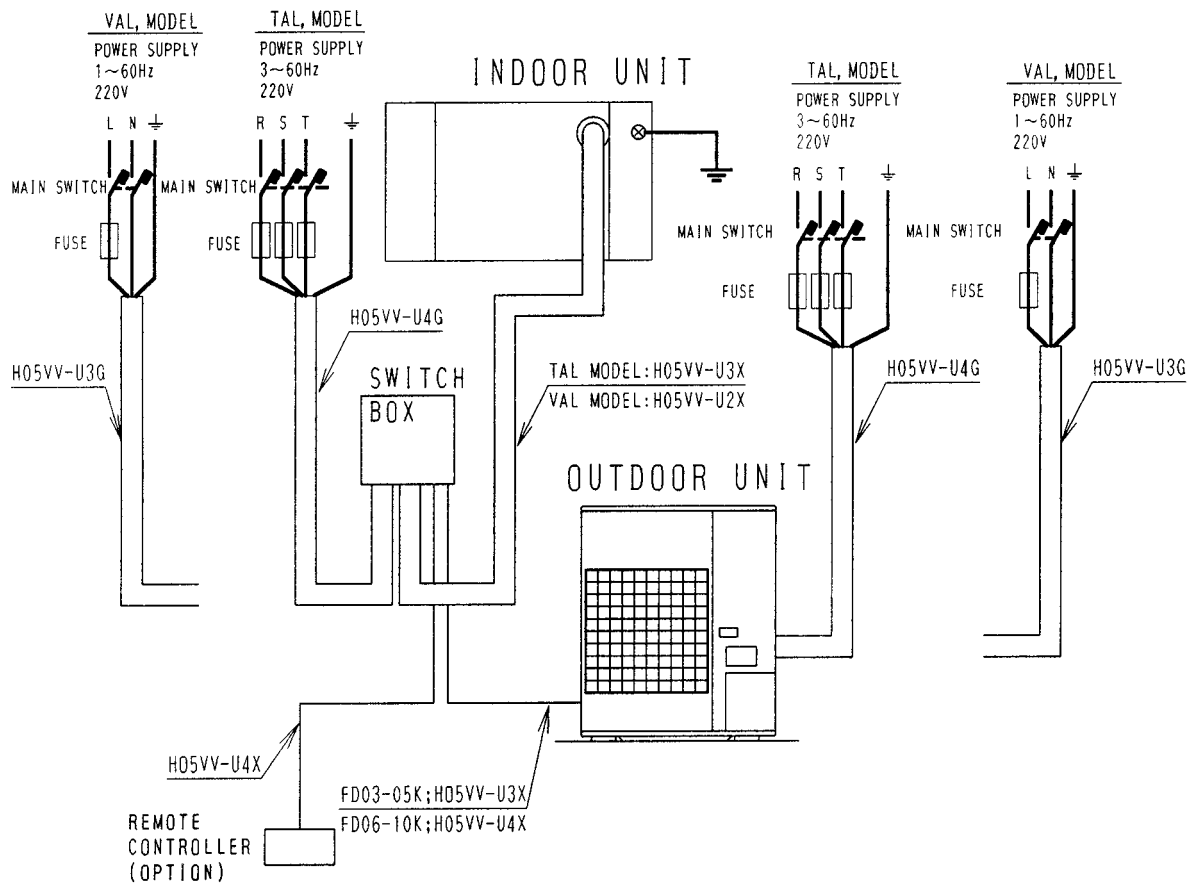 VAL, MODEL
POWER SUPPLY
1~60Hz
220V
L N
MAIN SWITCH
FUSE
H05VV-U3G
TAL, MODEL
POWER SUPPLY
3~60Hz
220V
R S T
MAIN SWITCH
FUSE
H05VV-U4G
INDOOR UNIT
SWITCH
BOX
TAL MODEL:H05VV-U3X
VAL MODEL:H05VV-U2X
OUTDOOR UNIT
TAL, MODEL
POWER SUPPLY
3~60Hz
220V
R S T
MAIN SWITCH
FUSE
H05VV-U4G
VAL, MODEL
POWER SUPPLY
1~60Hz
220V
L N
MAIN SWITCH
FUSE
H05VV-U3G
H05VV-U4X
FD03-05K;H05VV-U3X
FD06-10K;H05VV-U4X
REMOTE
CONTROLLER
(OPTION)